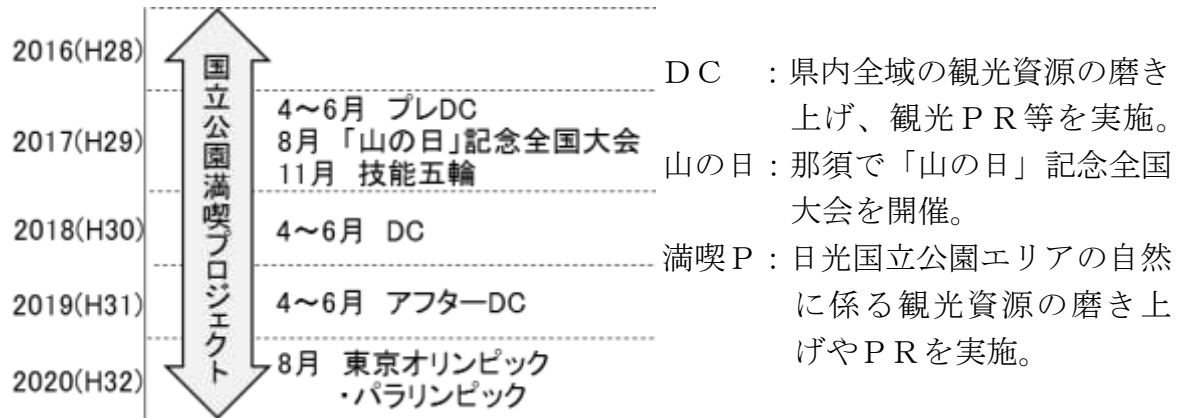 2016(H28)
国立公園満喫プロジェクト
2017(H29)
4～6月 プレDC
8月 「山の日」記念全国大会
11月 技能五輪
2018(H30)
4～6月 DC
2019(H31)
4～6月 アフターDC
2020(H32)
8月 東京オリンピック
・パラリンピック
ＤＣ ：県内全域の観光資源の磨き
上げ、観光ＰＲ等を実施。
山の日：那須で「山の日」記念全国
大会を開催。
満喫Ｐ：日光国立公園エリアの自然
に係る観光資源の磨き上
げやＰＲを実施。